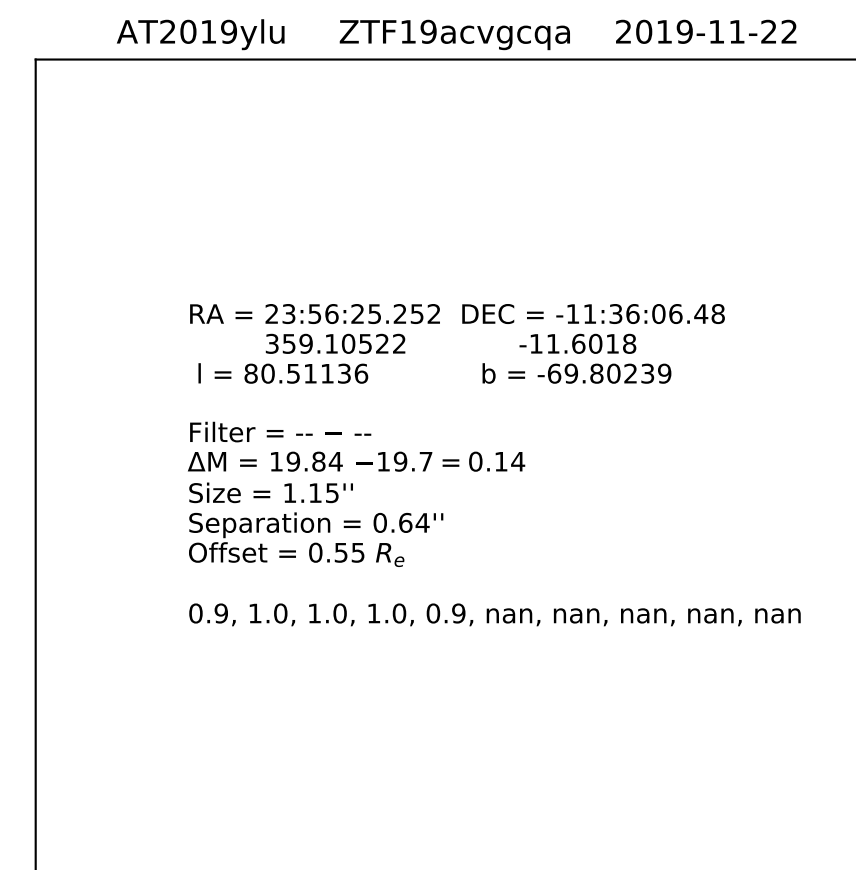 AT2019ylu ZTF19acvgcqa 2019-11-22
RA = 23:56:25.252 DEC = -11:36:06.48
359.10522 -11.6018
l = 80.51136 b = -69.80239
Filter = -- − --
ΔM = 19.84 −19.7 = 0.14
Size = 1.15''
Separation = 0.64''
Offset = 0.55 Rₑ
0.9, 1.0, 1.0, 1.0, 0.9, nan, nan, nan, nan, nan